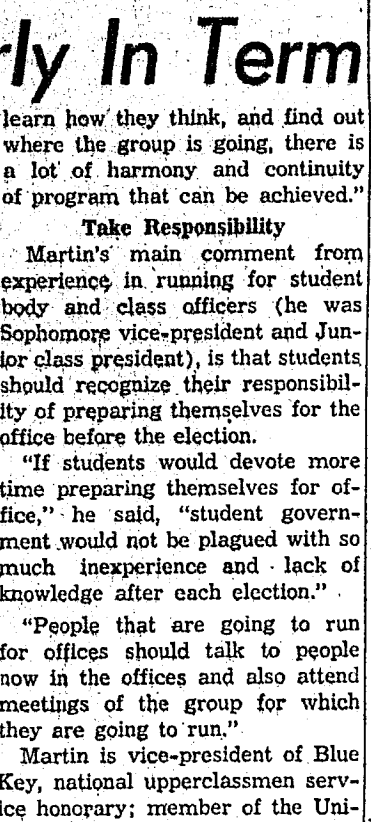 rly In Term
learn how they think, and find out
where the group is going, there is
a lot of harmony and continuity
of program that can be achieved."
Take Responsibility
Martin's main comment from
experience in running for student
body and class officers (he was
Sophomore vice-president and Jun-
ior class president), is that students
should recognize their responsibil-
ity of preparing themselves for the
office before the election.
"If students would devote more
time preparing themselves for of-
fice," he said, "student govern-
ment would not be plagued with so
much inexperience and lack of
knowledge after each election."
"People that are going to run
for offices should talk to people
now in the offices and also attend
meetings of the group for which
they are going to run."
Martin is vice-president of Blue
Key, national upperclassmen serv-
ice honorary; member of the Uni-